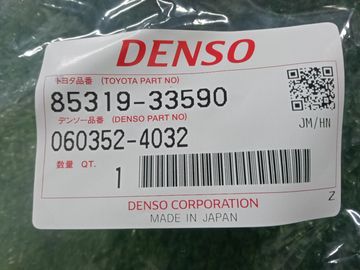 DENSO
トヨタ品番 (TOYOTA PART NO)
85319-33590
デンソー品番 (DENSO PART NO)
060352-4032
JM/HN
数量 QT.
1
DENSO CORPORATION
MADE IN JAPAN
Z